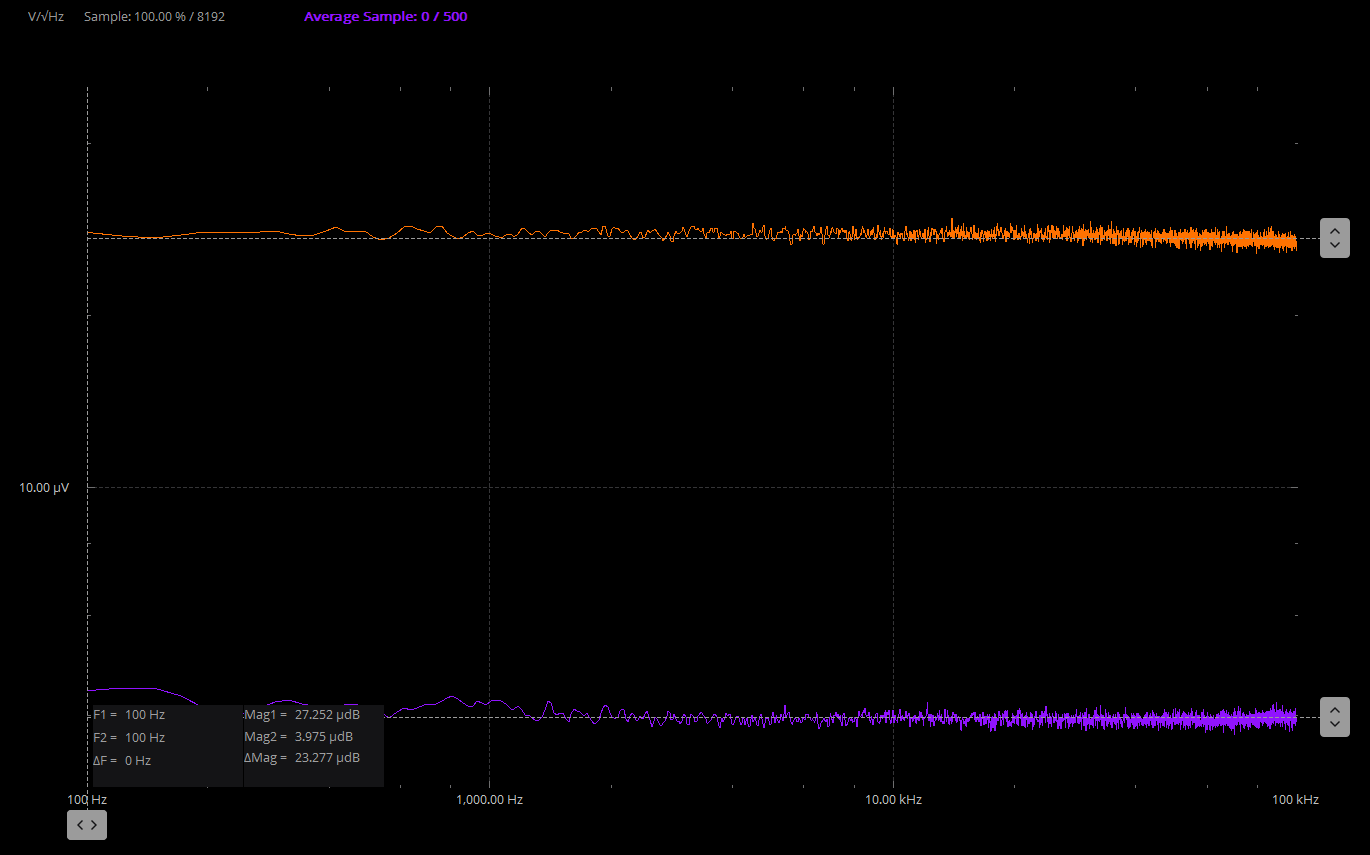 V/√Hz Sample: 100.00 % / 8192 Average Sample: 0 / 500
10.00 µV
F1 = 100 Hz Mag1 = 27.252 µdB
F2 = 100 Hz Mag2 = 3.975 µdB
ΔF = 0 Hz ΔMag = 23.277 µdB
100 Hz 1,000.00 Hz 10.00 kHz 100 kHz